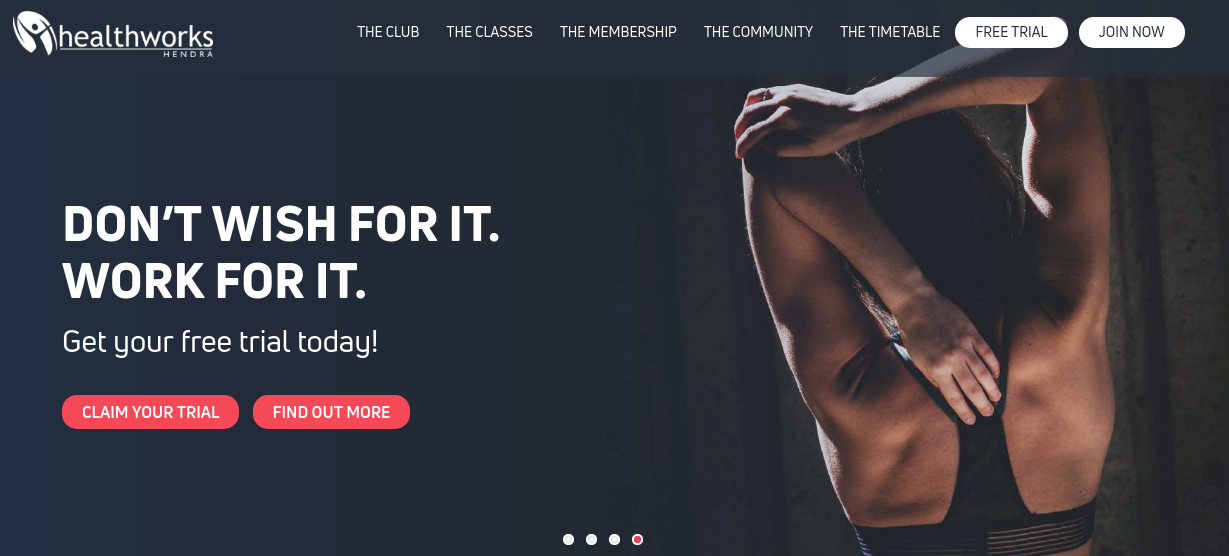 healthworks
HENDRA
THE CLUB THE CLASSES THE MEMBERSHIP THE COMMUNITY THE TIMETABLE FREE TRIAL JOIN NOW
DON’T WISH FOR IT.
WORK FOR IT.
Get your free trial today!
CLAIM YOUR TRIAL FIND OUT MORE